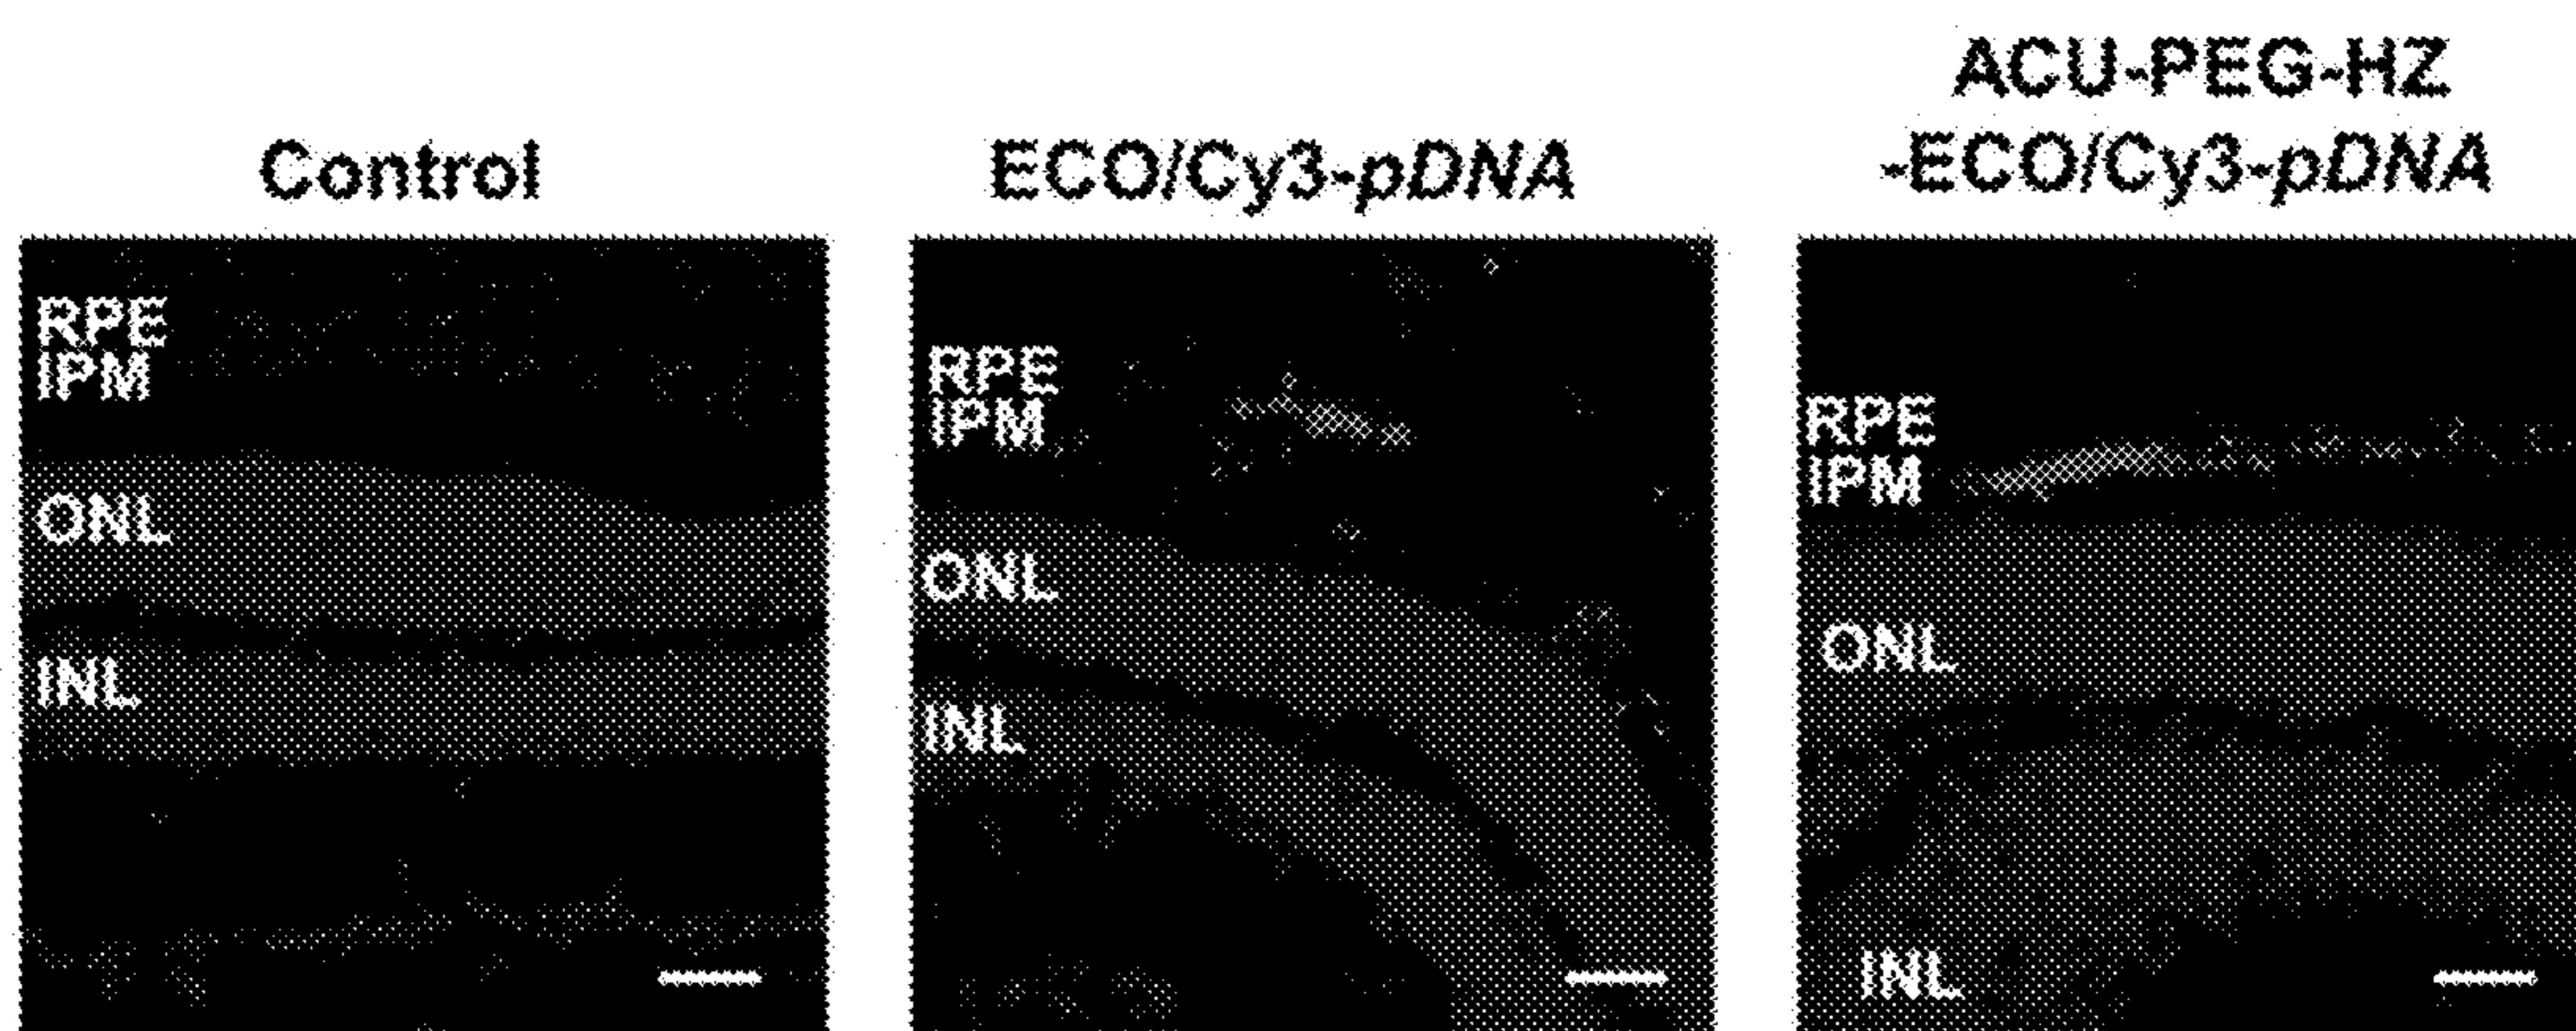 Control
RPE
IPM
ONL
INL
ECO/Cy3-pDNA
RPE
IPM
ONL
INL
ACU-PEG-HZ
-ECO/Cy3-pDNA
RPE
IPM
ONL
INL